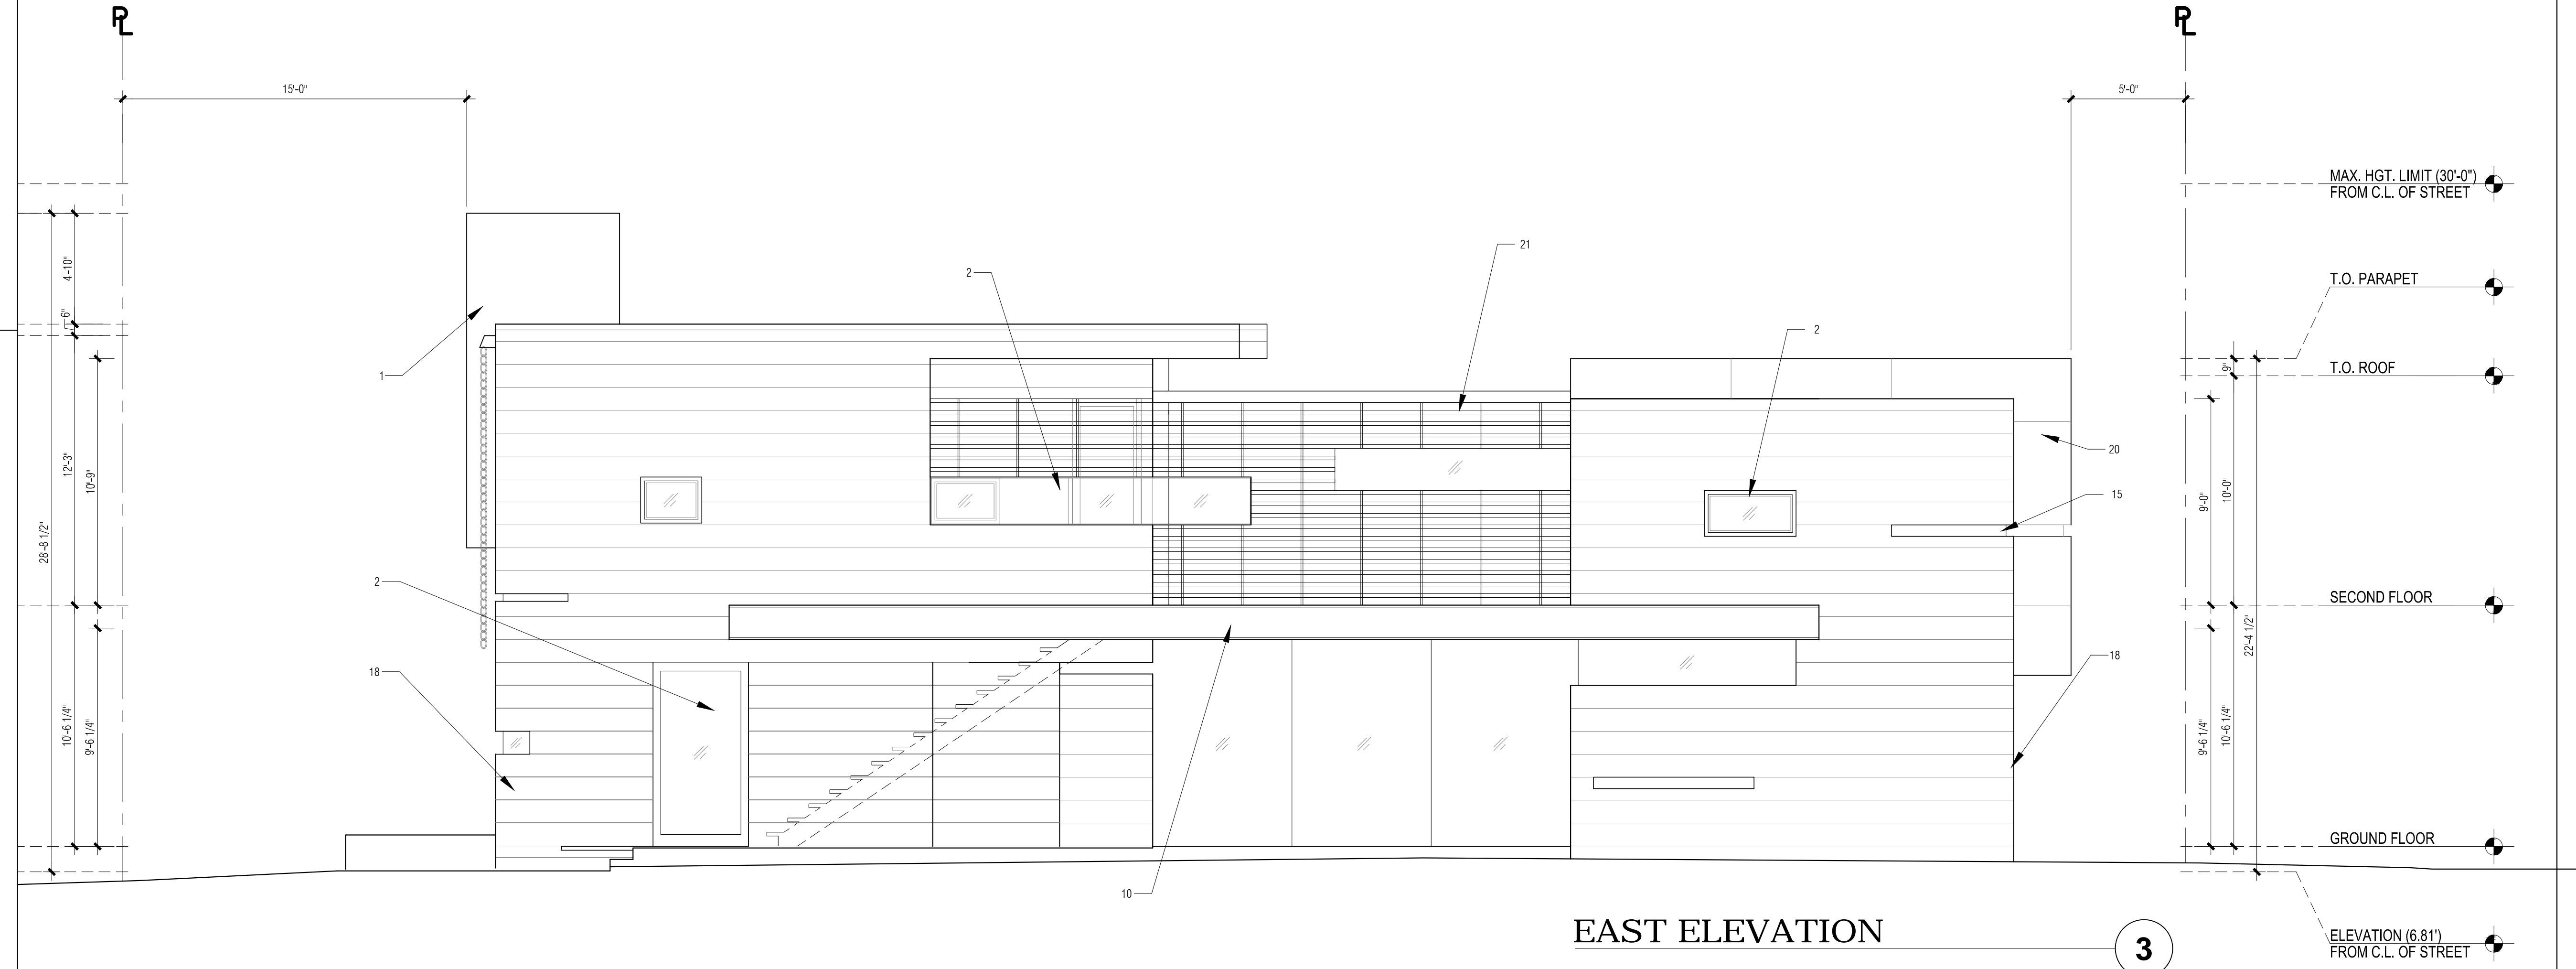 PL
PL
15'-0"
5'-0"
MAX. HGT. LIMIT (30'-0")
FROM C.L. OF STREET
21
4'-10"
2
T.O. PARAPET
6"
2
1
T.O. ROOF
9"
20
12'-3"
10'-9"
15
9'-0"
10'-0"
28'-8 1/2"
2
SECOND FLOOR
22'-4 1/2"
18
18
10'-6 1/4"
9'-6 1/4"
9'-6 1/4"
10'-6 1/4"
GROUND FLOOR
10
EAST ELEVATION
3
ELEVATION (6.81')
FROM C.L. OF STREET